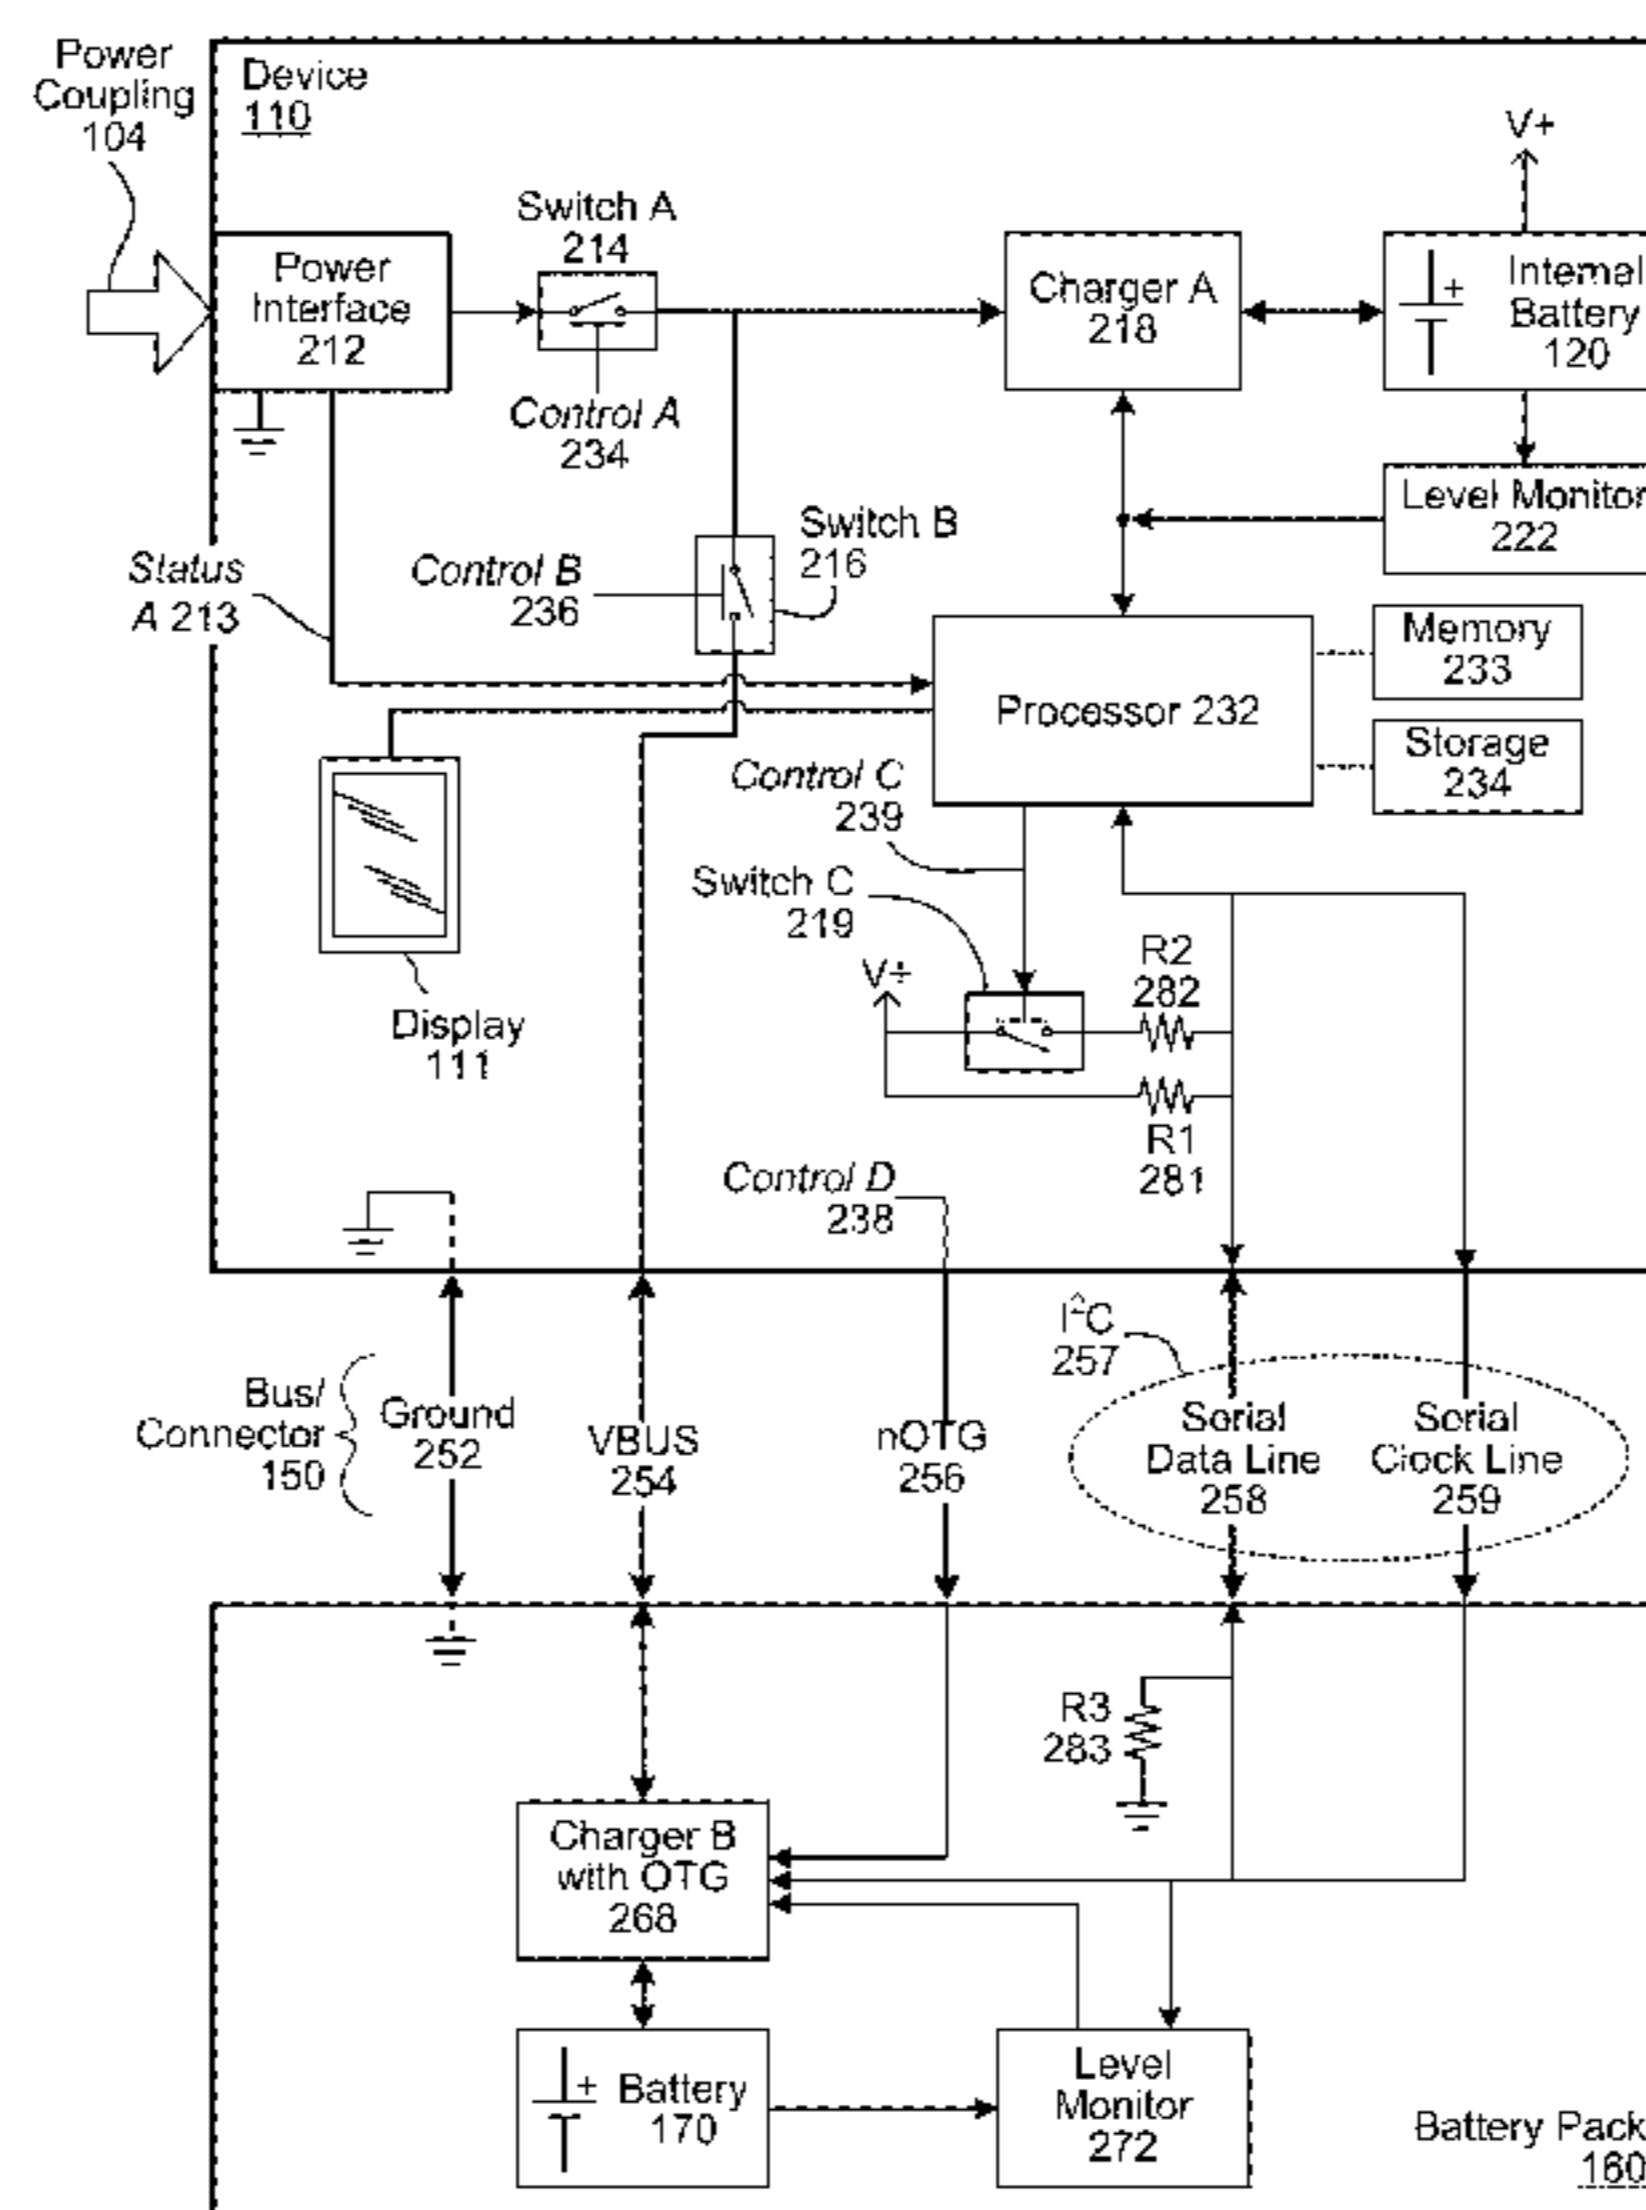 Power
Coupling
104
Device
110
V+
Switch A
214
Power
Interface
212
Charger A
218
+
Internal
Battery
120
Control A
234
Level Monitor
222
Switch B
216
Control B
236
Status
A 213
Memory
233
Processor 232
Storage
234
Control C
239
Switch C
219
R2
282
V+
Display
111
R1
281
Control D
238
I²C
257
Bus/
Connector
150
Ground
252
VBUS
254
nOTG
256
Serial
Data Line
258
Serial
Clock Line
259
R3
283
Charger B
with OTG
268
+
Battery
170
Level
Monitor
272
Battery Pack
160